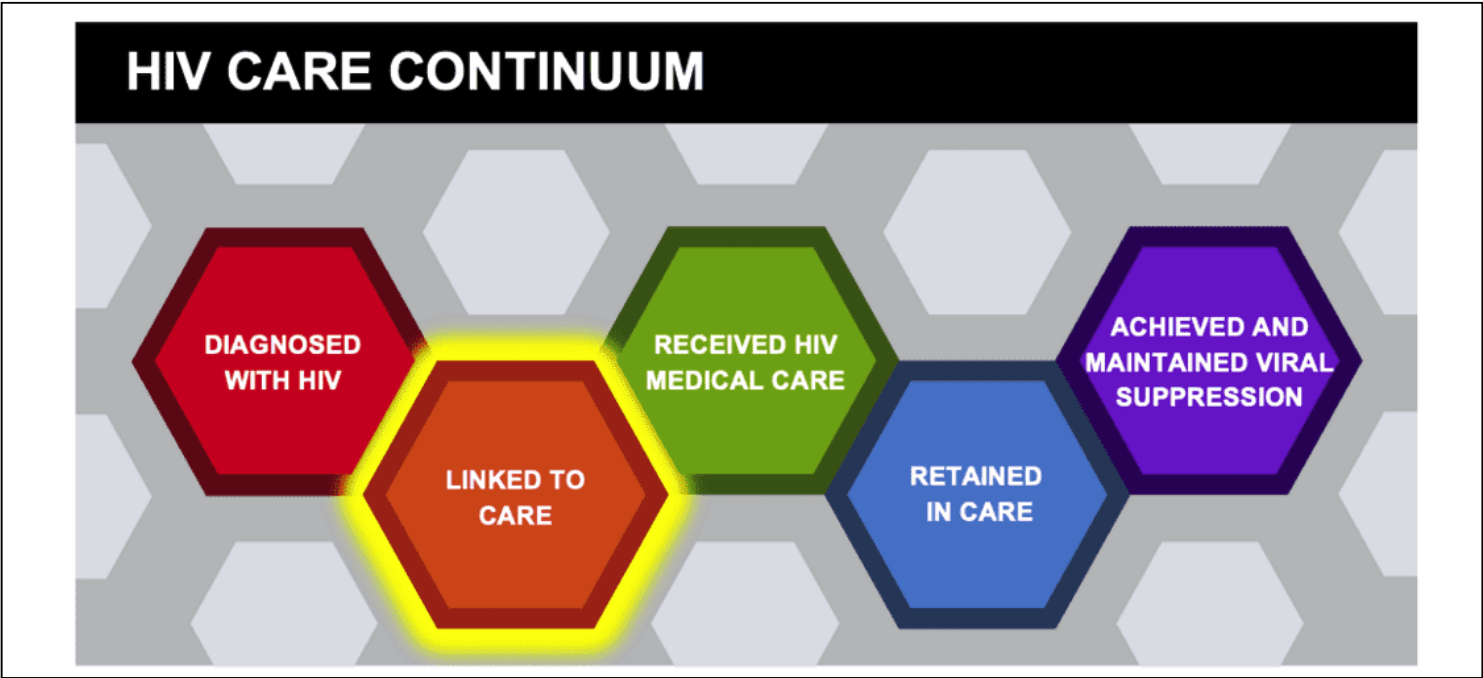 HIV CARE CONTINUUM
DIAGNOSED
WITH HIV
LINKED TO
CARE
RECEIVED HIV
MEDICAL CARE
RETAINED
IN CARE
ACHIEVED AND
MAINTAINED VIRAL
SUPPRESSION